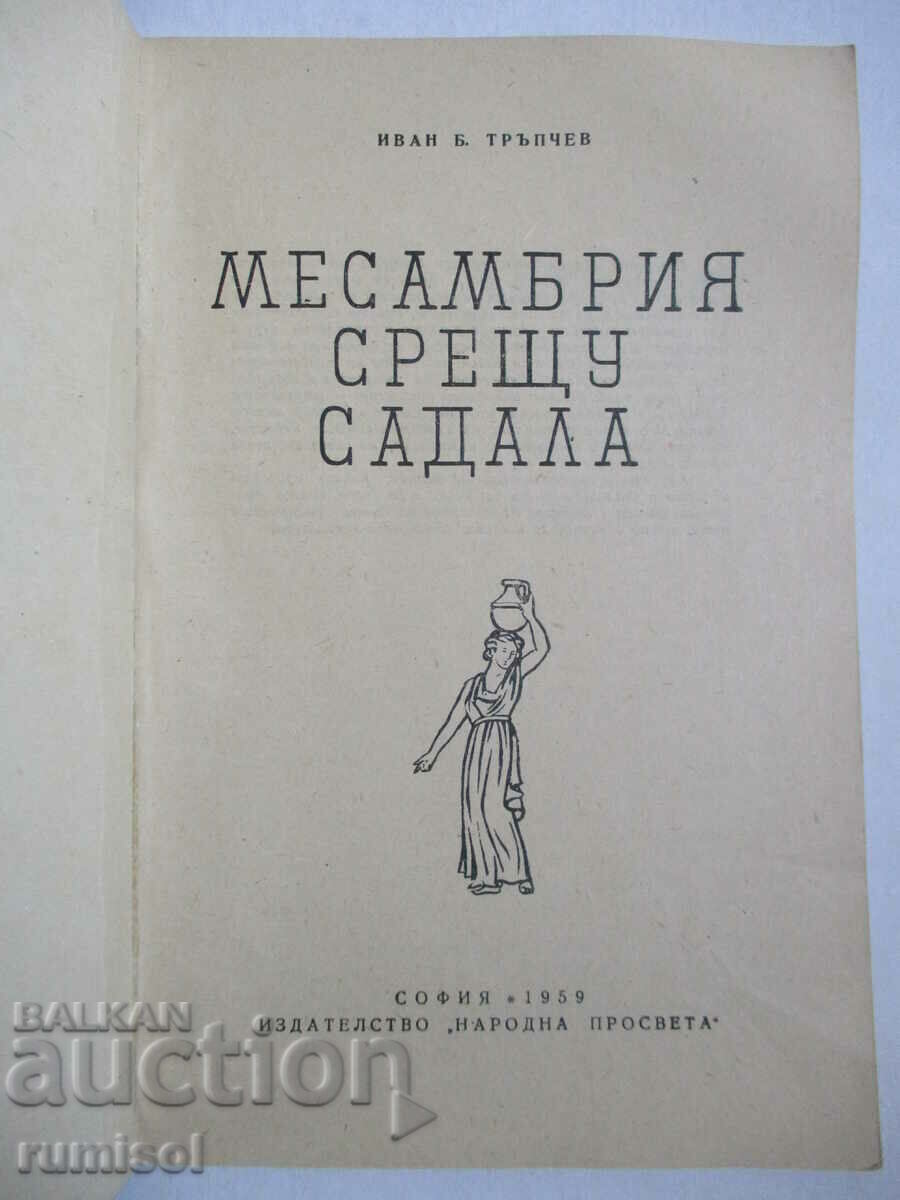 ИВАН Б. ТРЪПЧЕВ
МЕСАМБРИЯ
СРЕЩУ
САДАЛА
СОФИЯ * 1959
ИЗДАТЕЛСТВО „НАРОДНА ПРОСВЕТА“
BALKAN
auction
rumisol